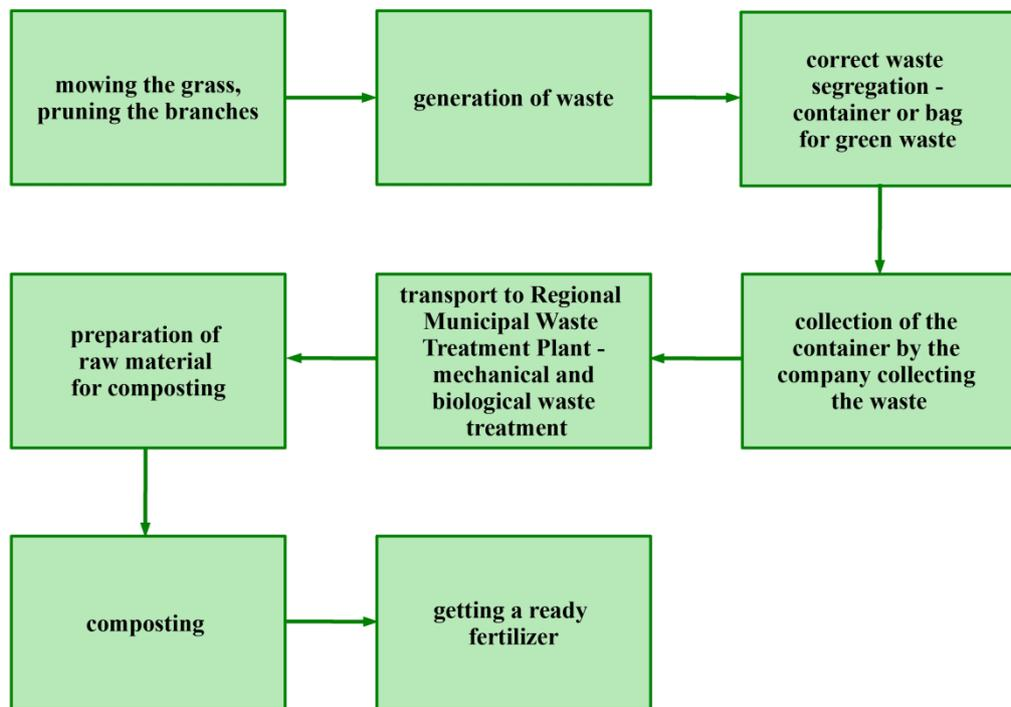 mowing the grass,
pruning the branches
generation of waste
correct waste
segregation -
container or bag
for green waste
collection of the
container by the
company collecting
the waste
transport to Regional
Municipal Waste
Treatment Plant -
mechanical and
biological waste
treatment
preparation of
raw material
for composting
composting
getting a ready
fertilizer